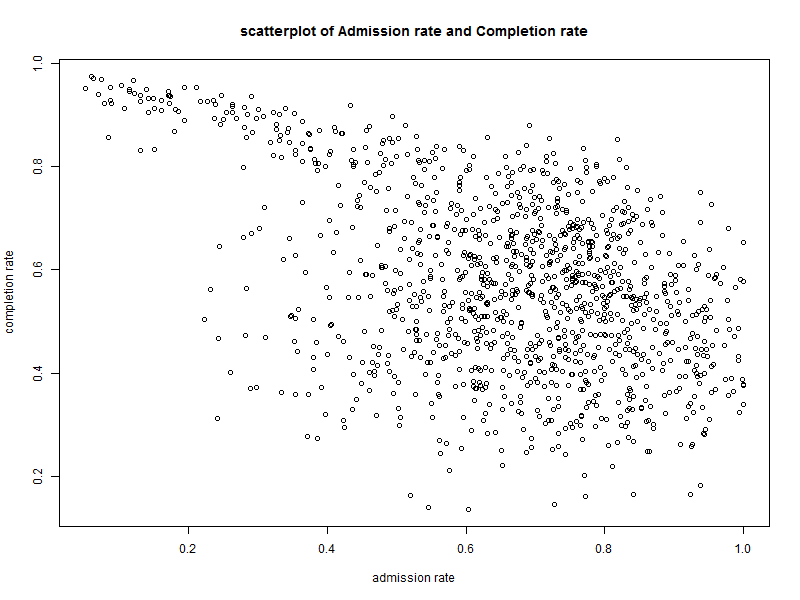 scatterplot of Admission rate and Completion rate
completion rate
1.0
0.8
0.6
0.4
0.2
0.2 0.4 0.6 0.8 1.0
admission rate